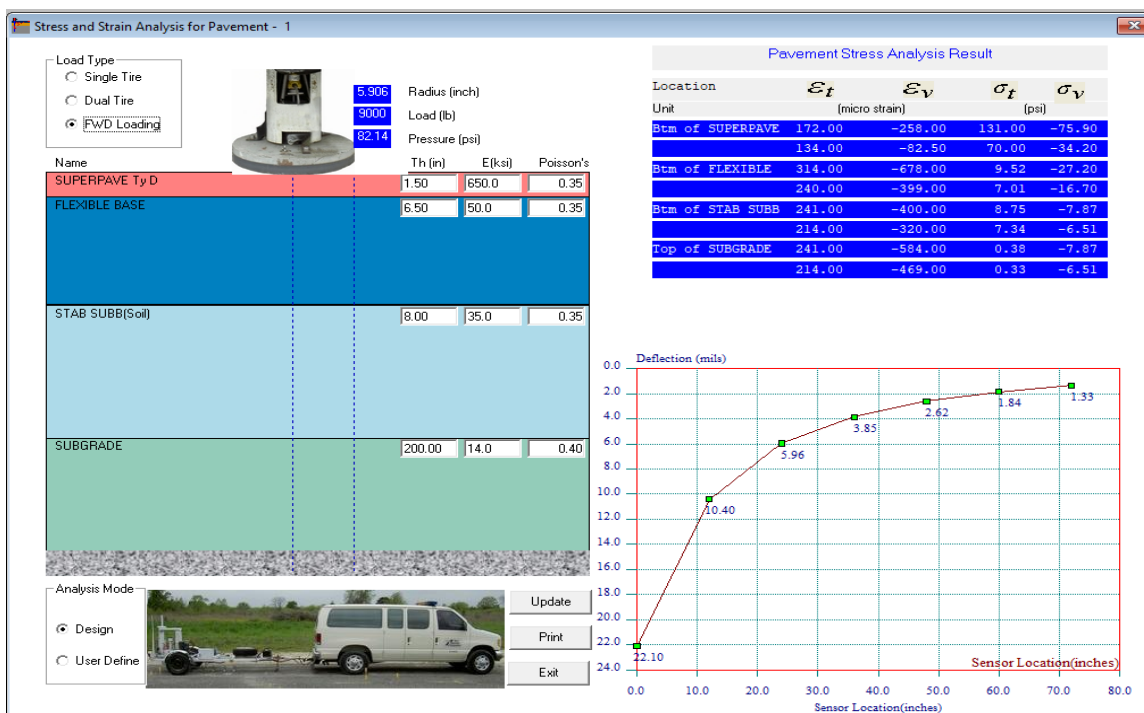 Stress and Strain Analysis for Pavement - 1
Load Type
Single Tire
Dual Tire
FWD Loading
5.906 Radius (inch)
9000 Load (lb)
82.14 Pressure (psi)
Name Th (in) E(ksi) Poisson's
SUPERPAVE Ty D 1.50 650.0 0.35
FLEXIBLE BASE 6.50 50.0 0.35
STAB SUBB(Soil) 8.00 35.0 0.35
SUBGRADE 200.00 14.0 0.40
Analysis Mode
Design
User Define
Update
Print
Exit
Pavement Stress Analysis Result
Location εt εv σt σv
Unit (micro strain) (psi)
Btm of SUPERPAVE 172.00 -258.00 131.00 -75.90
134.00 -82.50 70.00 -34.20
Btm of FLEXIBLE 314.00 -678.00 9.52 -27.20
240.00 -399.00 7.01 -16.70
Btm of STAB SUBB 241.00 -400.00 8.75 -7.87
214.00 -320.00 7.34 -6.51
Top of SUBGRADE 241.00 -584.00 0.38 -7.87
214.00 -469.00 0.33 -6.51
Deflection (mils)
0.0
2.0
4.0
6.0
8.0
10.0
12.0
14.0
16.0
18.0
20.0
22.0
24.0
22.10
10.40
5.96
3.85
2.62
1.84
1.33
Sensor Location(inches)
0.0 10.0 20.0 30.0 40.0 50.0 60.0 70.0 80.0
Sensor Location(inches)